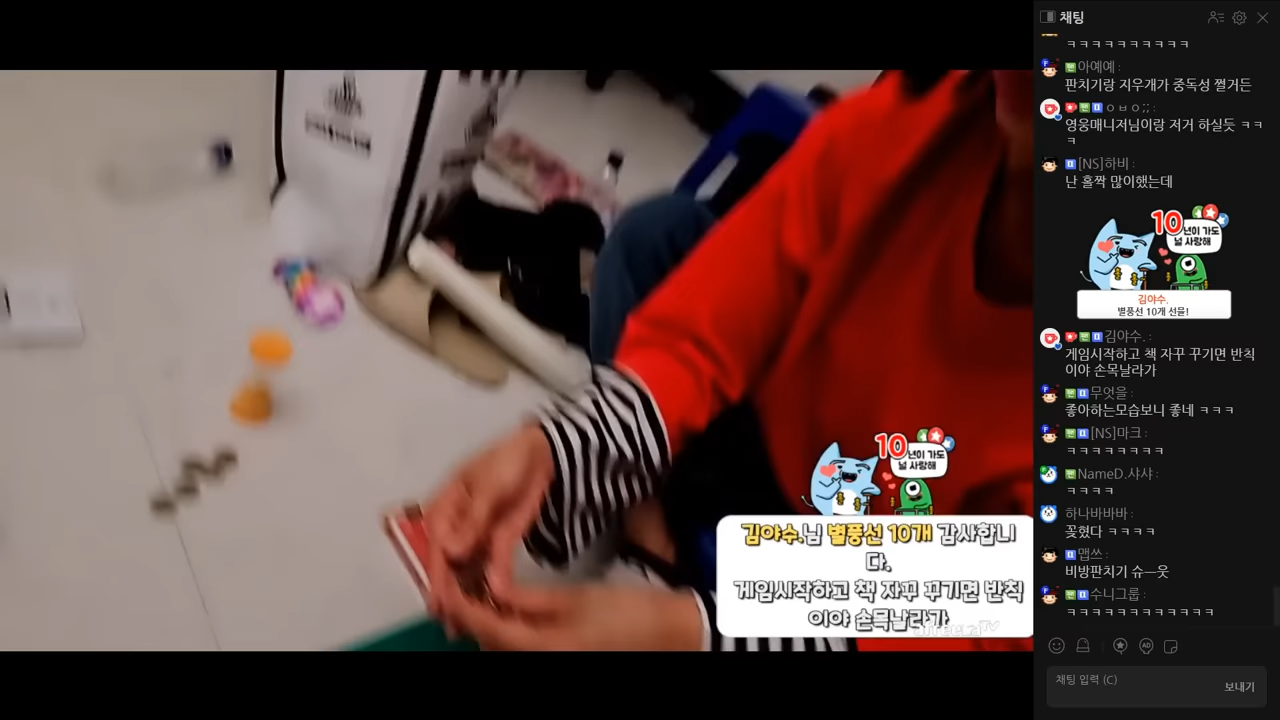 채팅
ㅋㅋㅋㅋㅋㅋㅋㅋㅋㅋ
아예예 :
판치기랑 지우개가 중독성 쩔거든
ㅇㅂㅇ;; :
영웅매니저님이랑 저거 하실듯 ㅋㅋ
ㅋ
[NS]하비 :
난 홀짝 많이했는데
10년이 가도
널 사랑해
김야수.
별풍선 10개 선물!
김야수. :
게임시작하고 책 자꾸 꾸기면 반칙
이야 손목날라가
무엇을 :
좋아하는모습보니 좋네 ㅋㅋㅋ
[NS]마크 :
ㅋㅋㅋㅋㅋㅋㅋㅋ
NameD.샤샤 :
ㅋㅋㅋㅋ
하나바바바 :
꽂혔다 ㅋㅋㅋㅋ
맵쓰 :
비방판치기 슈ㅡ웃
수니그룹 :
ㅋㅋㅋㅋㅋㅋㅋㅋㅋㅋㅋㅋ
채팅 입력 (C)
보내기
10년이 가도
널 사랑해
김야수.님 별풍선 10개 감사합니
다.
게임시작하고 책 자꾸 꾸기면 반칙
이야 손목날라가
afreecaTV